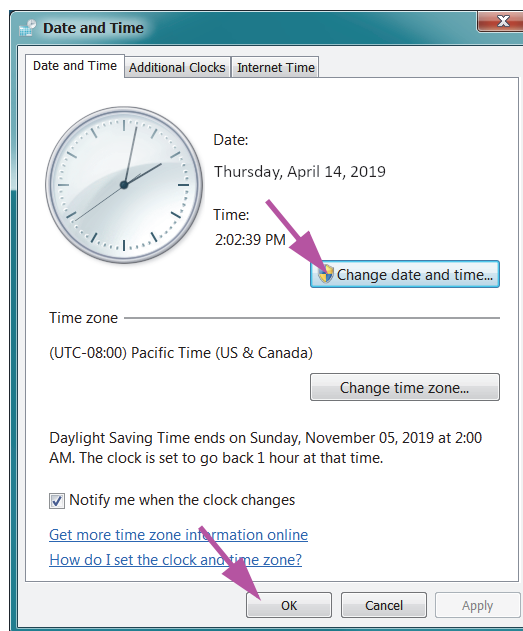 Date and Time
Date and Time
Additional Clocks
Internet Time
Date:
Thursday, April 14, 2019
Time:
2:02:39 PM
Change date and time...
Time zone
(UTC-08:00) Pacific Time (US & Canada)
Change time zone...
Daylight Saving Time ends on Sunday, November 05, 2019 at 2:00
AM. The clock is set to go back 1 hour at that time.
Notify me when the clock changes
Get more time zone information online
How do I set the clock and time zone?
OK
Cancel
Apply